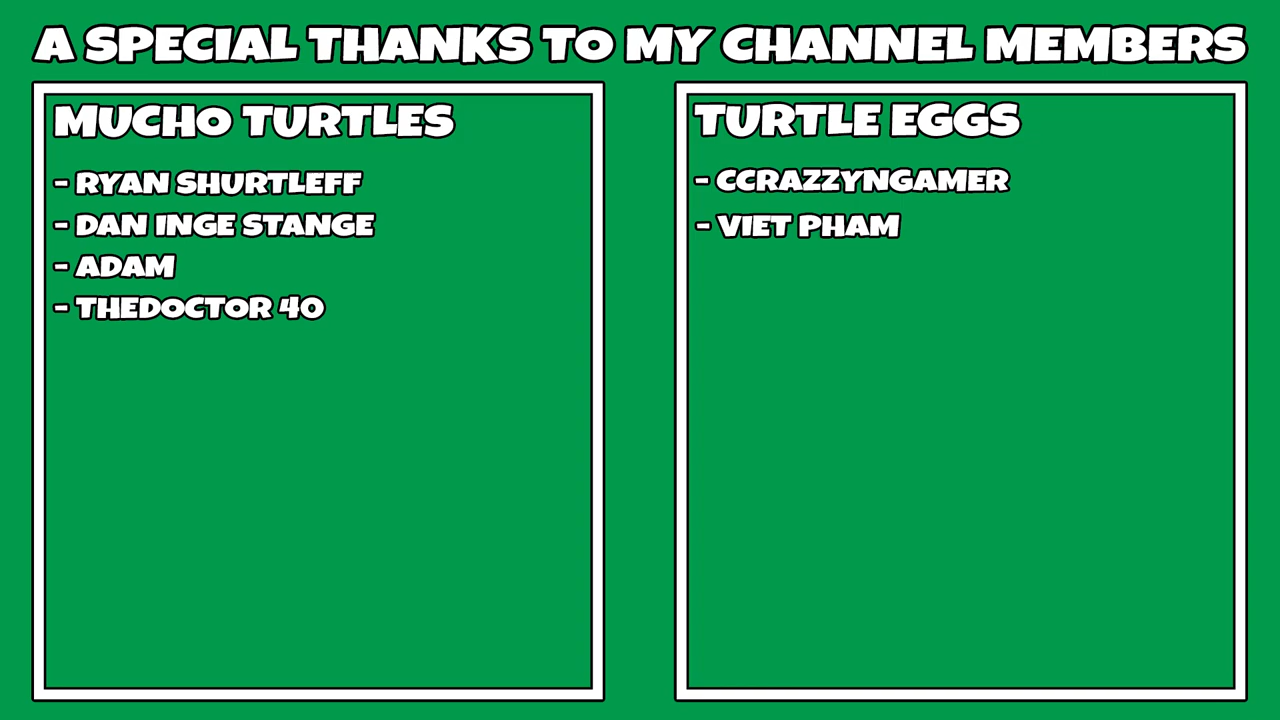 A SPECIAL THANKS TO MY CHANNEL MEMBERS
MUCHO TURTLES
- RYAN SHURTLEFF
- DAN INGE STANGE
- ADAM
- THEDOCTOR 40
TURTLE EGGS
- CCRAZZYNGAMER
- VIET PHAM